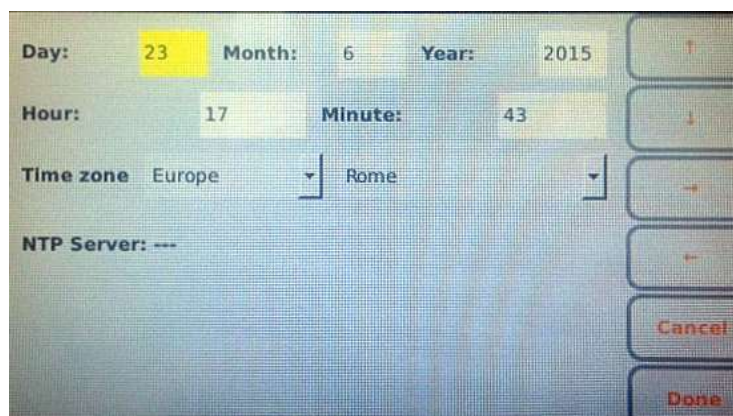 Day: 23 Month: 6 Year: 2015
↑
Hour: 17 Minute: 43
↓
Time zone Europe Rome
→
NTP Server: ---
←
Cancel
Done